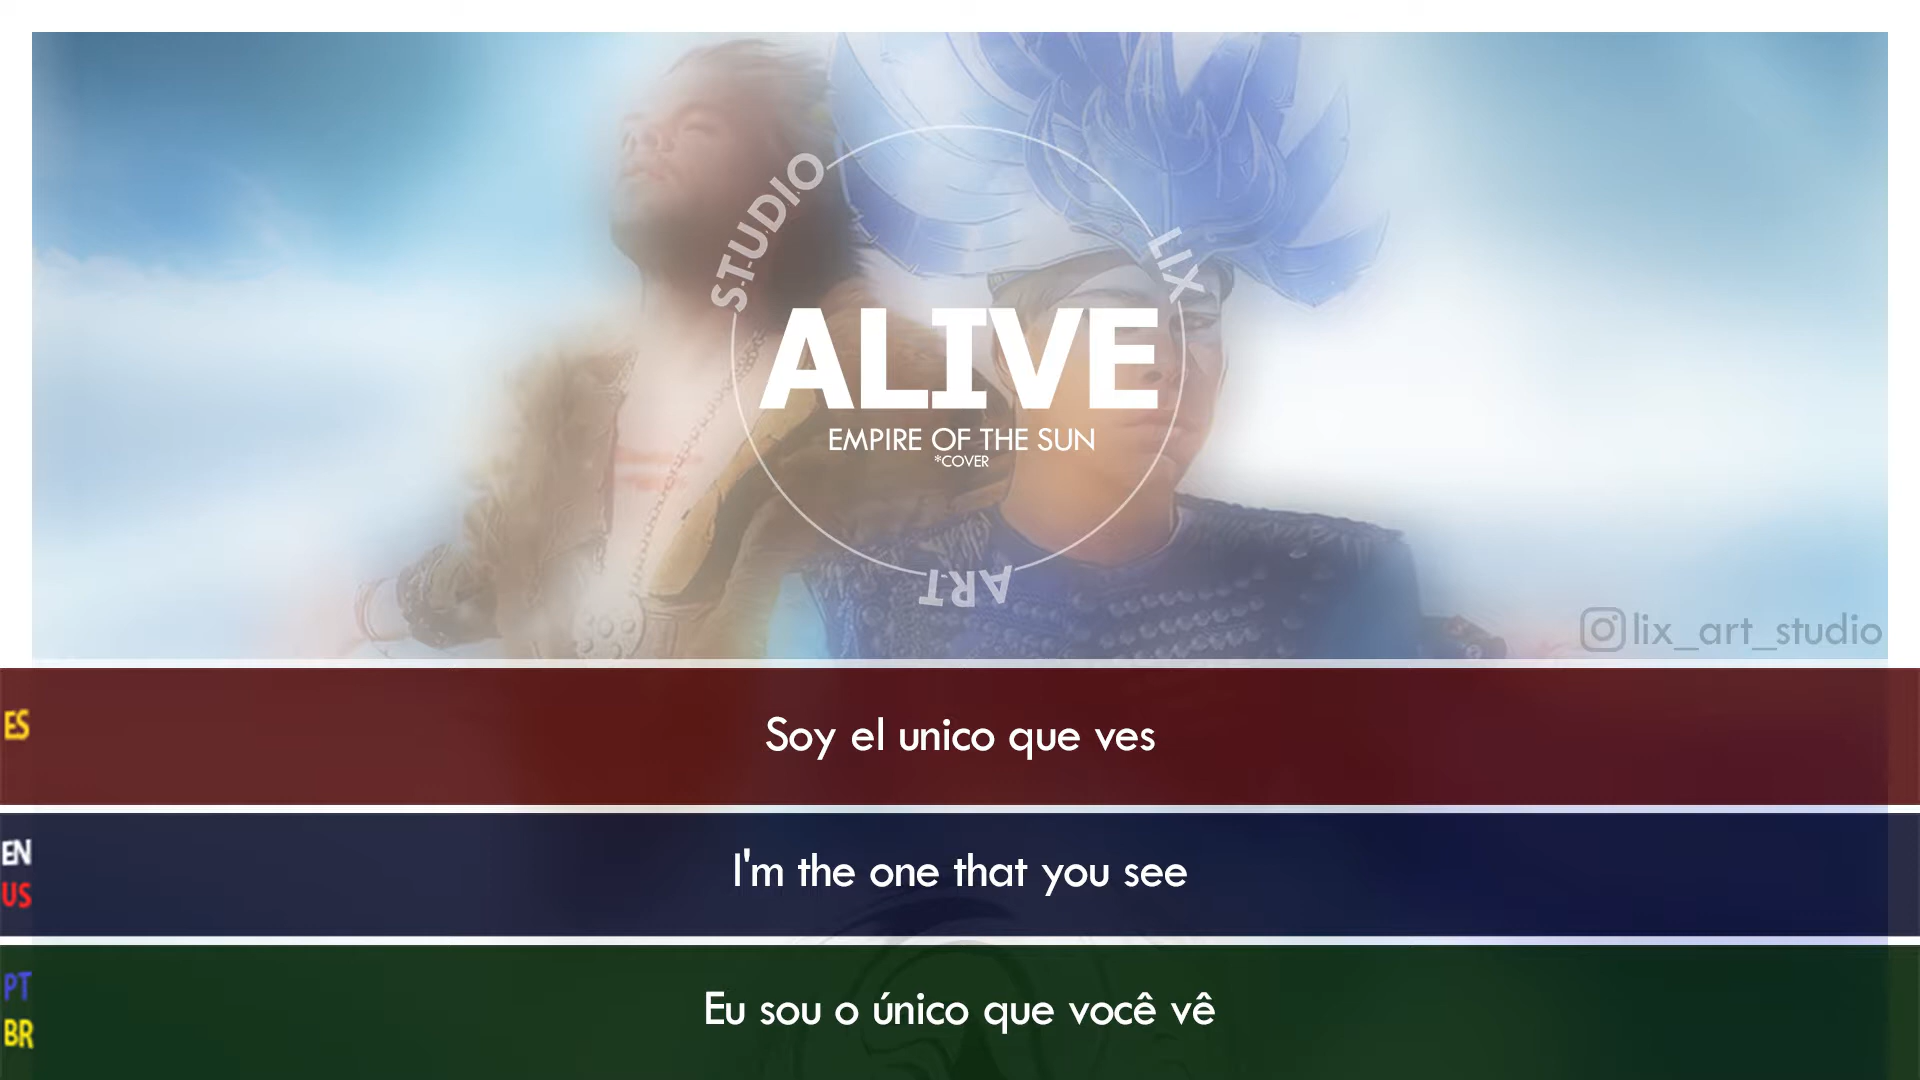 STUDIO
LIX
ALIVE
EMPIRE OF THE SUN
*COVER
ART
lix_art_studio
ES
Soy el unico que ves
EN
US
I'm the one that you see
PT
BR
Eu sou o único que você vê